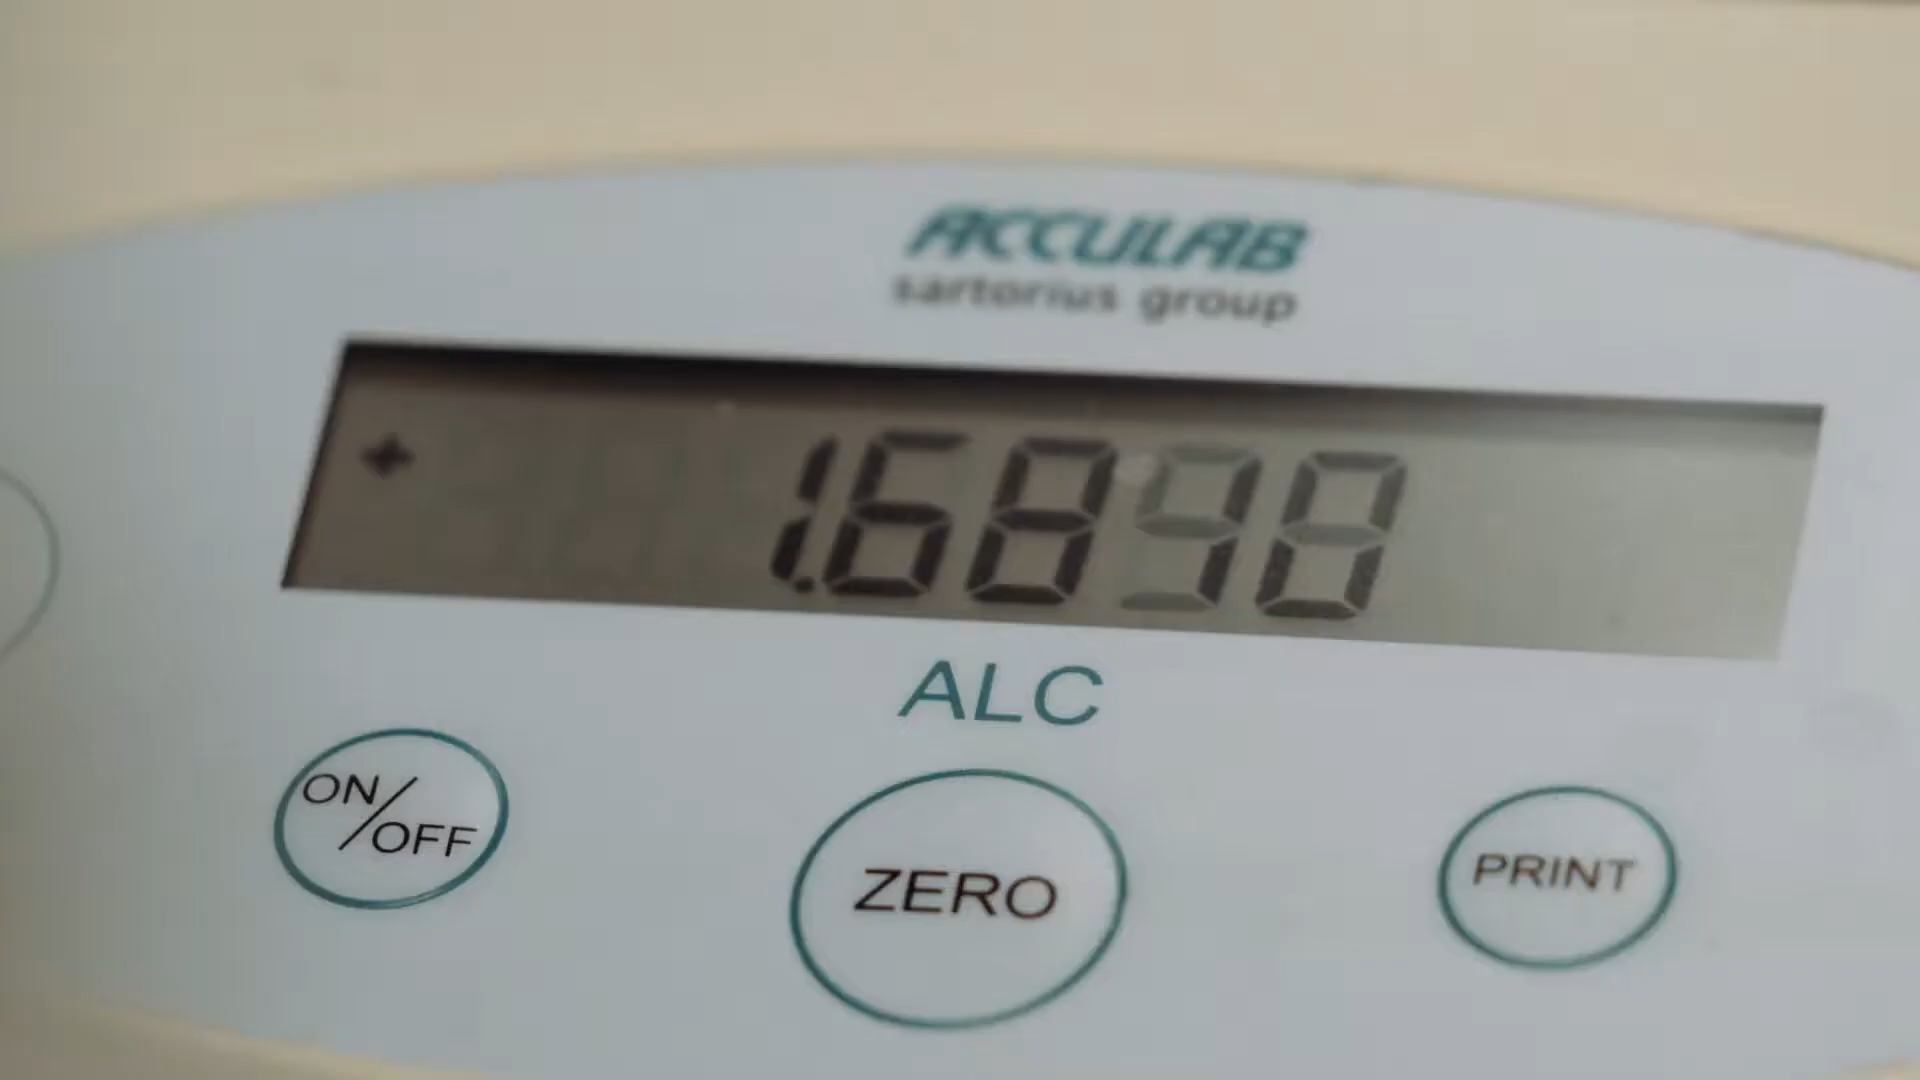 ACCULAB
sartorius group
+ 1.6898
ALC
ON/OFF
ZERO
PRINT